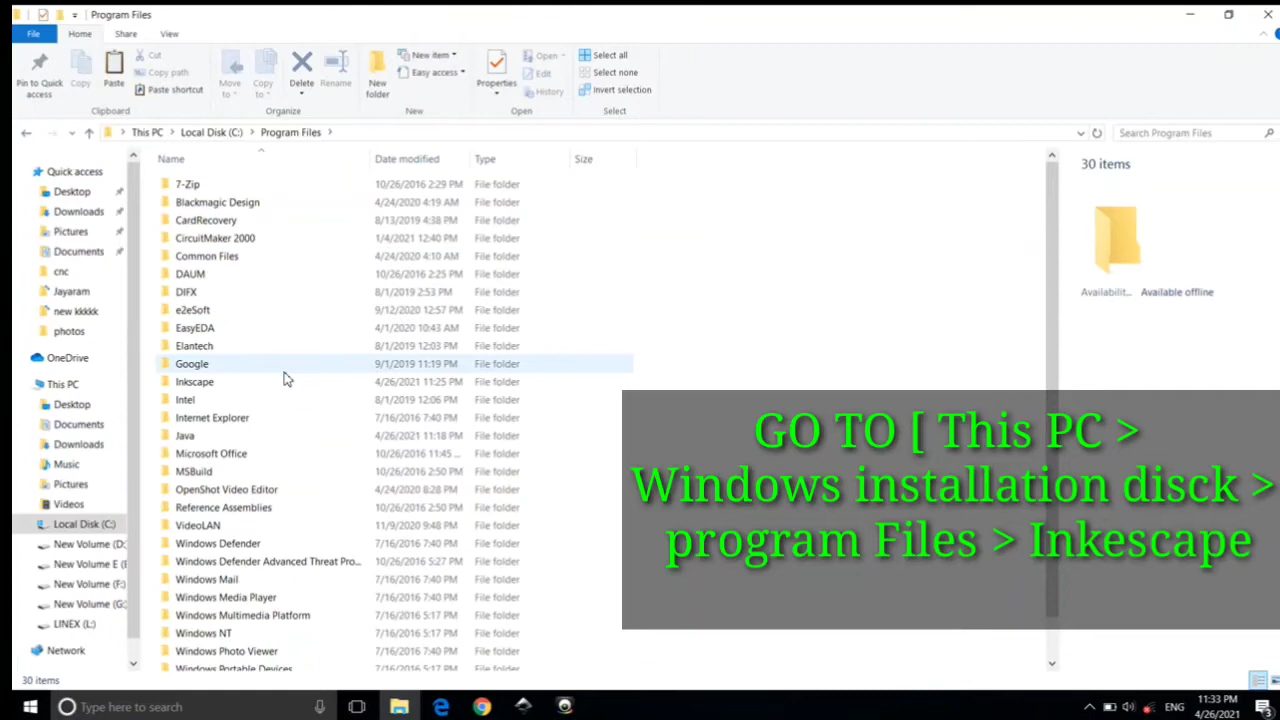 Program Files
File Home Share View
Pin to Quick access
Copy
Paste
Cut
Copy path
Paste shortcut
Clipboard
Move to
Copy to
Delete
Rename
Organize
New folder
New item
Easy access
New
Properties
Open
Edit
History
Open
Select all
Select none
Invert selection
Select
This PC > Local Disk (C:) > Program Files >
Search Program Files
Quick access
Desktop
Downloads
Pictures
Documents
cnc
Jayaram
new kkkkk
photos
OneDrive
This PC
Desktop
Documents
Downloads
Music
Pictures
Videos
Local Disk (C:)
New Volume (D:
New Volume E (E
New Volume (F:)
New Volume (G:
LINEX (L:)
Network
Name Date modified Type Size
7-Zip 10/26/2016 2:29 PM File folder
Blackmagic Design 4/24/2020 4:19 AM File folder
CardRecovery 8/13/2019 4:38 PM File folder
CircuitMaker 2000 1/4/2021 12:40 PM File folder
Common Files 4/24/2020 4:10 AM File folder
DAUM 10/26/2016 2:25 PM File folder
DIFX 8/1/2019 2:53 PM File folder
e2eSoft 9/12/2020 12:57 PM File folder
EasyEDA 4/1/2020 10:43 AM File folder
Elantech 8/1/2019 12:03 PM File folder
Google 9/1/2019 11:19 PM File folder
Inkscape 4/26/2021 11:25 PM File folder
Intel 8/1/2019 12:06 PM File folder
Internet Explorer 7/16/2016 7:40 PM File folder
Java 4/26/2021 11:18 PM File folder
Microsoft Office 10/26/2016 11:45 ... File folder
MSBuild 10/26/2016 2:50 PM File folder
OpenShot Video Editor 4/24/2020 8:28 PM File folder
Reference Assemblies 10/26/2016 2:50 PM File folder
VideoLAN 11/9/2020 9:48 PM File folder
Windows Defender 7/16/2016 7:40 PM File folder
Windows Defender Advanced Threat Pro... 10/26/2016 5:27 PM File folder
Windows Mail 7/16/2016 7:40 PM File folder
Windows Media Player 7/16/2016 7:40 PM File folder
Windows Multimedia Platform 7/16/2016 5:17 PM File folder
Windows NT 7/16/2016 5:17 PM File folder
Windows Photo Viewer 7/16/2016 7:40 PM File folder
Windows Portable Devices 7/16/2016 5:17 PM File folder
30 items
Availabilit... Available offline
GO TO [ This PC >
Windows installation disck >
program Files > Inkescape
30 items
Type here to search
ENG
11:33 PM
4/26/2021
3